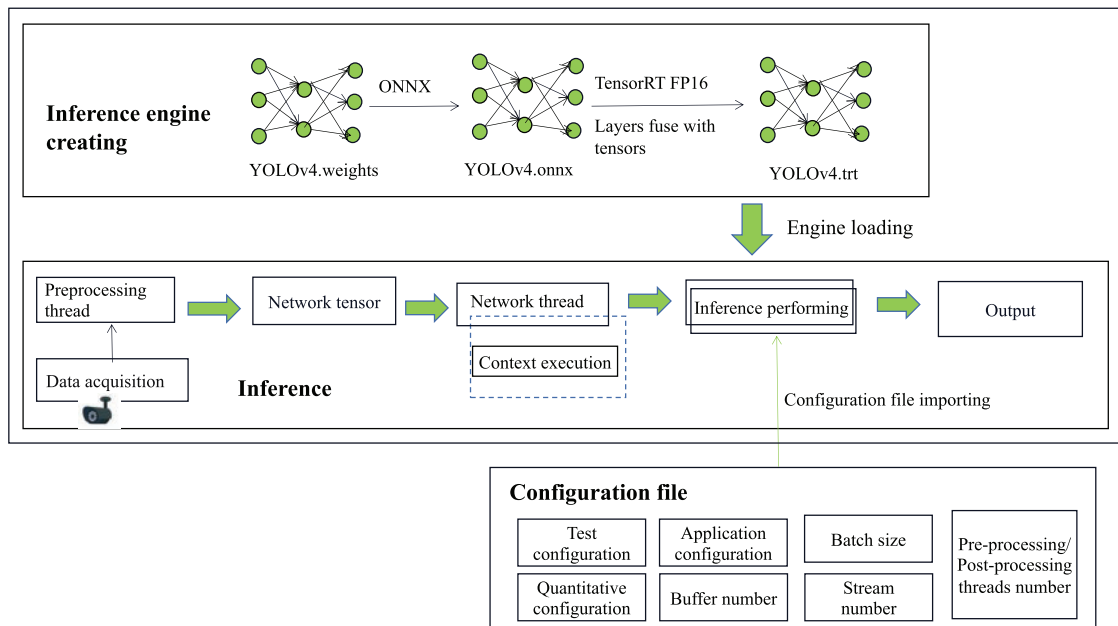 Inference engine
creating
ONNX
TensorRT FP16
Layers fuse with
tensors
YOLOv4.weights
YOLOv4.onnx
YOLOv4.trt
Engine loading
Preprocessing
thread
Network tensor
Network thread
Inference performing
Output
Context execution
Data acquisition
Inference
Configuration file importing
Configuration file
Test
configuration
Application
configuration
Batch size
Pre-processing/
Post-processing
threads number
Quantitative
configuration
Buffer number
Stream
number